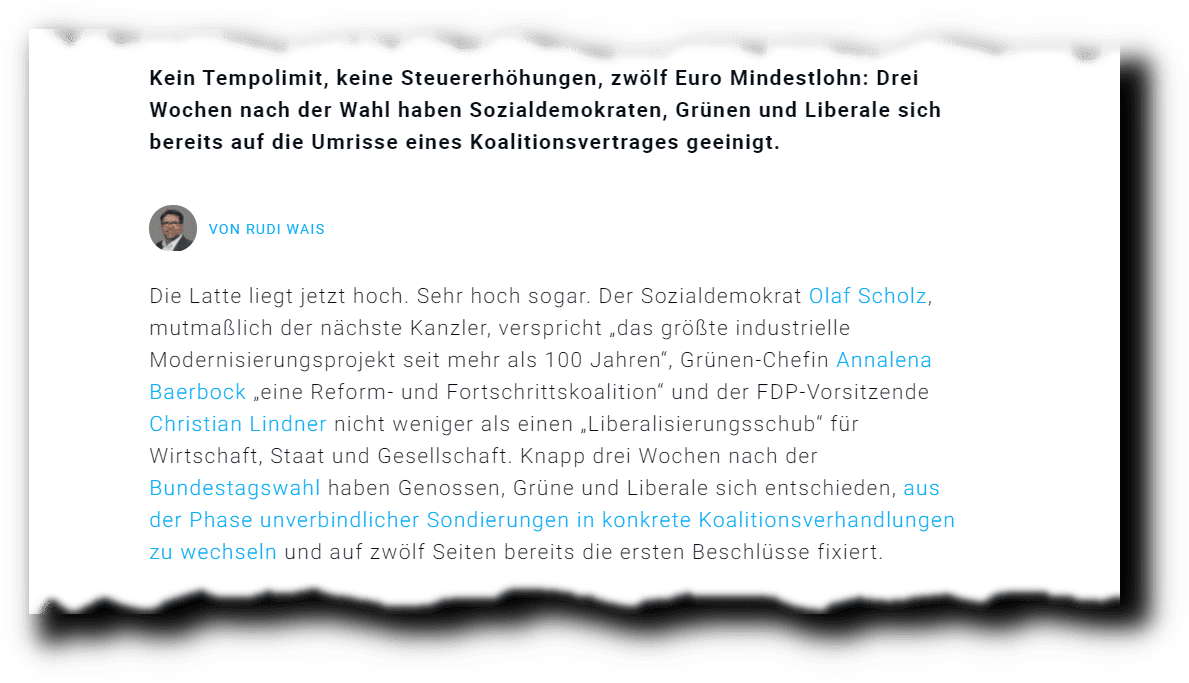 Kein Tempolimit, keine Steuererhöhungen, zwölf Euro Mindestlohn: Drei
Wochen nach der Wahl haben Sozialdemokraten, Grünen und Liberale sich
bereits auf die Umrisse eines Koalitionsvertrages geeinigt.
VON RUDI WAIS
Die Latte liegt jetzt hoch. Sehr hoch sogar. Der Sozialdemokrat Olaf Scholz,
mutmaßlich der nächste Kanzler, verspricht „das größte industrielle
Modernisierungsprojekt seit mehr als 100 Jahren“, Grünen-Chefin Annalena
Baerbock „eine Reform- und Fortschrittskoalition“ und der FDP-Vorsitzende
Christian Lindner nicht weniger als einen „Liberalisierungsschub“ für
Wirtschaft, Staat und Gesellschaft. Knapp drei Wochen nach der
Bundestagswahl haben Genossen, Grüne und Liberale sich entschieden, aus
der Phase unverbindlicher Sondierungen in konkrete Koalitionsverhandlungen
zu wechseln und auf zwölf Seiten bereits die ersten Beschlüsse fixiert.